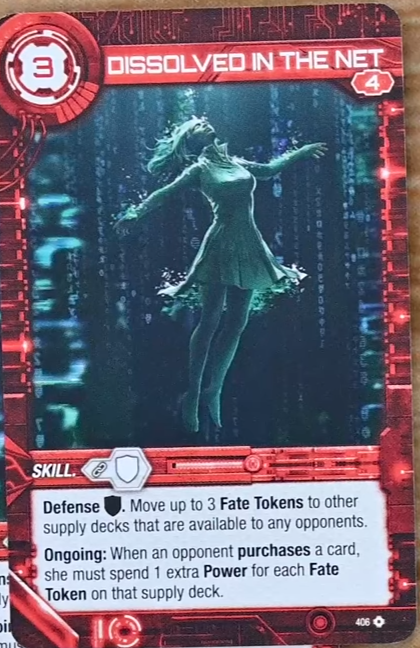 3
DISSOLVED IN THE NET
4
SKILL.
Defense. Move up to 3 Fate Tokens to other
supply decks that are available to any opponents.
Ongoing: When an opponent purchases a card,
she must spend 1 extra Power for each Fate
Token on that supply deck.
406